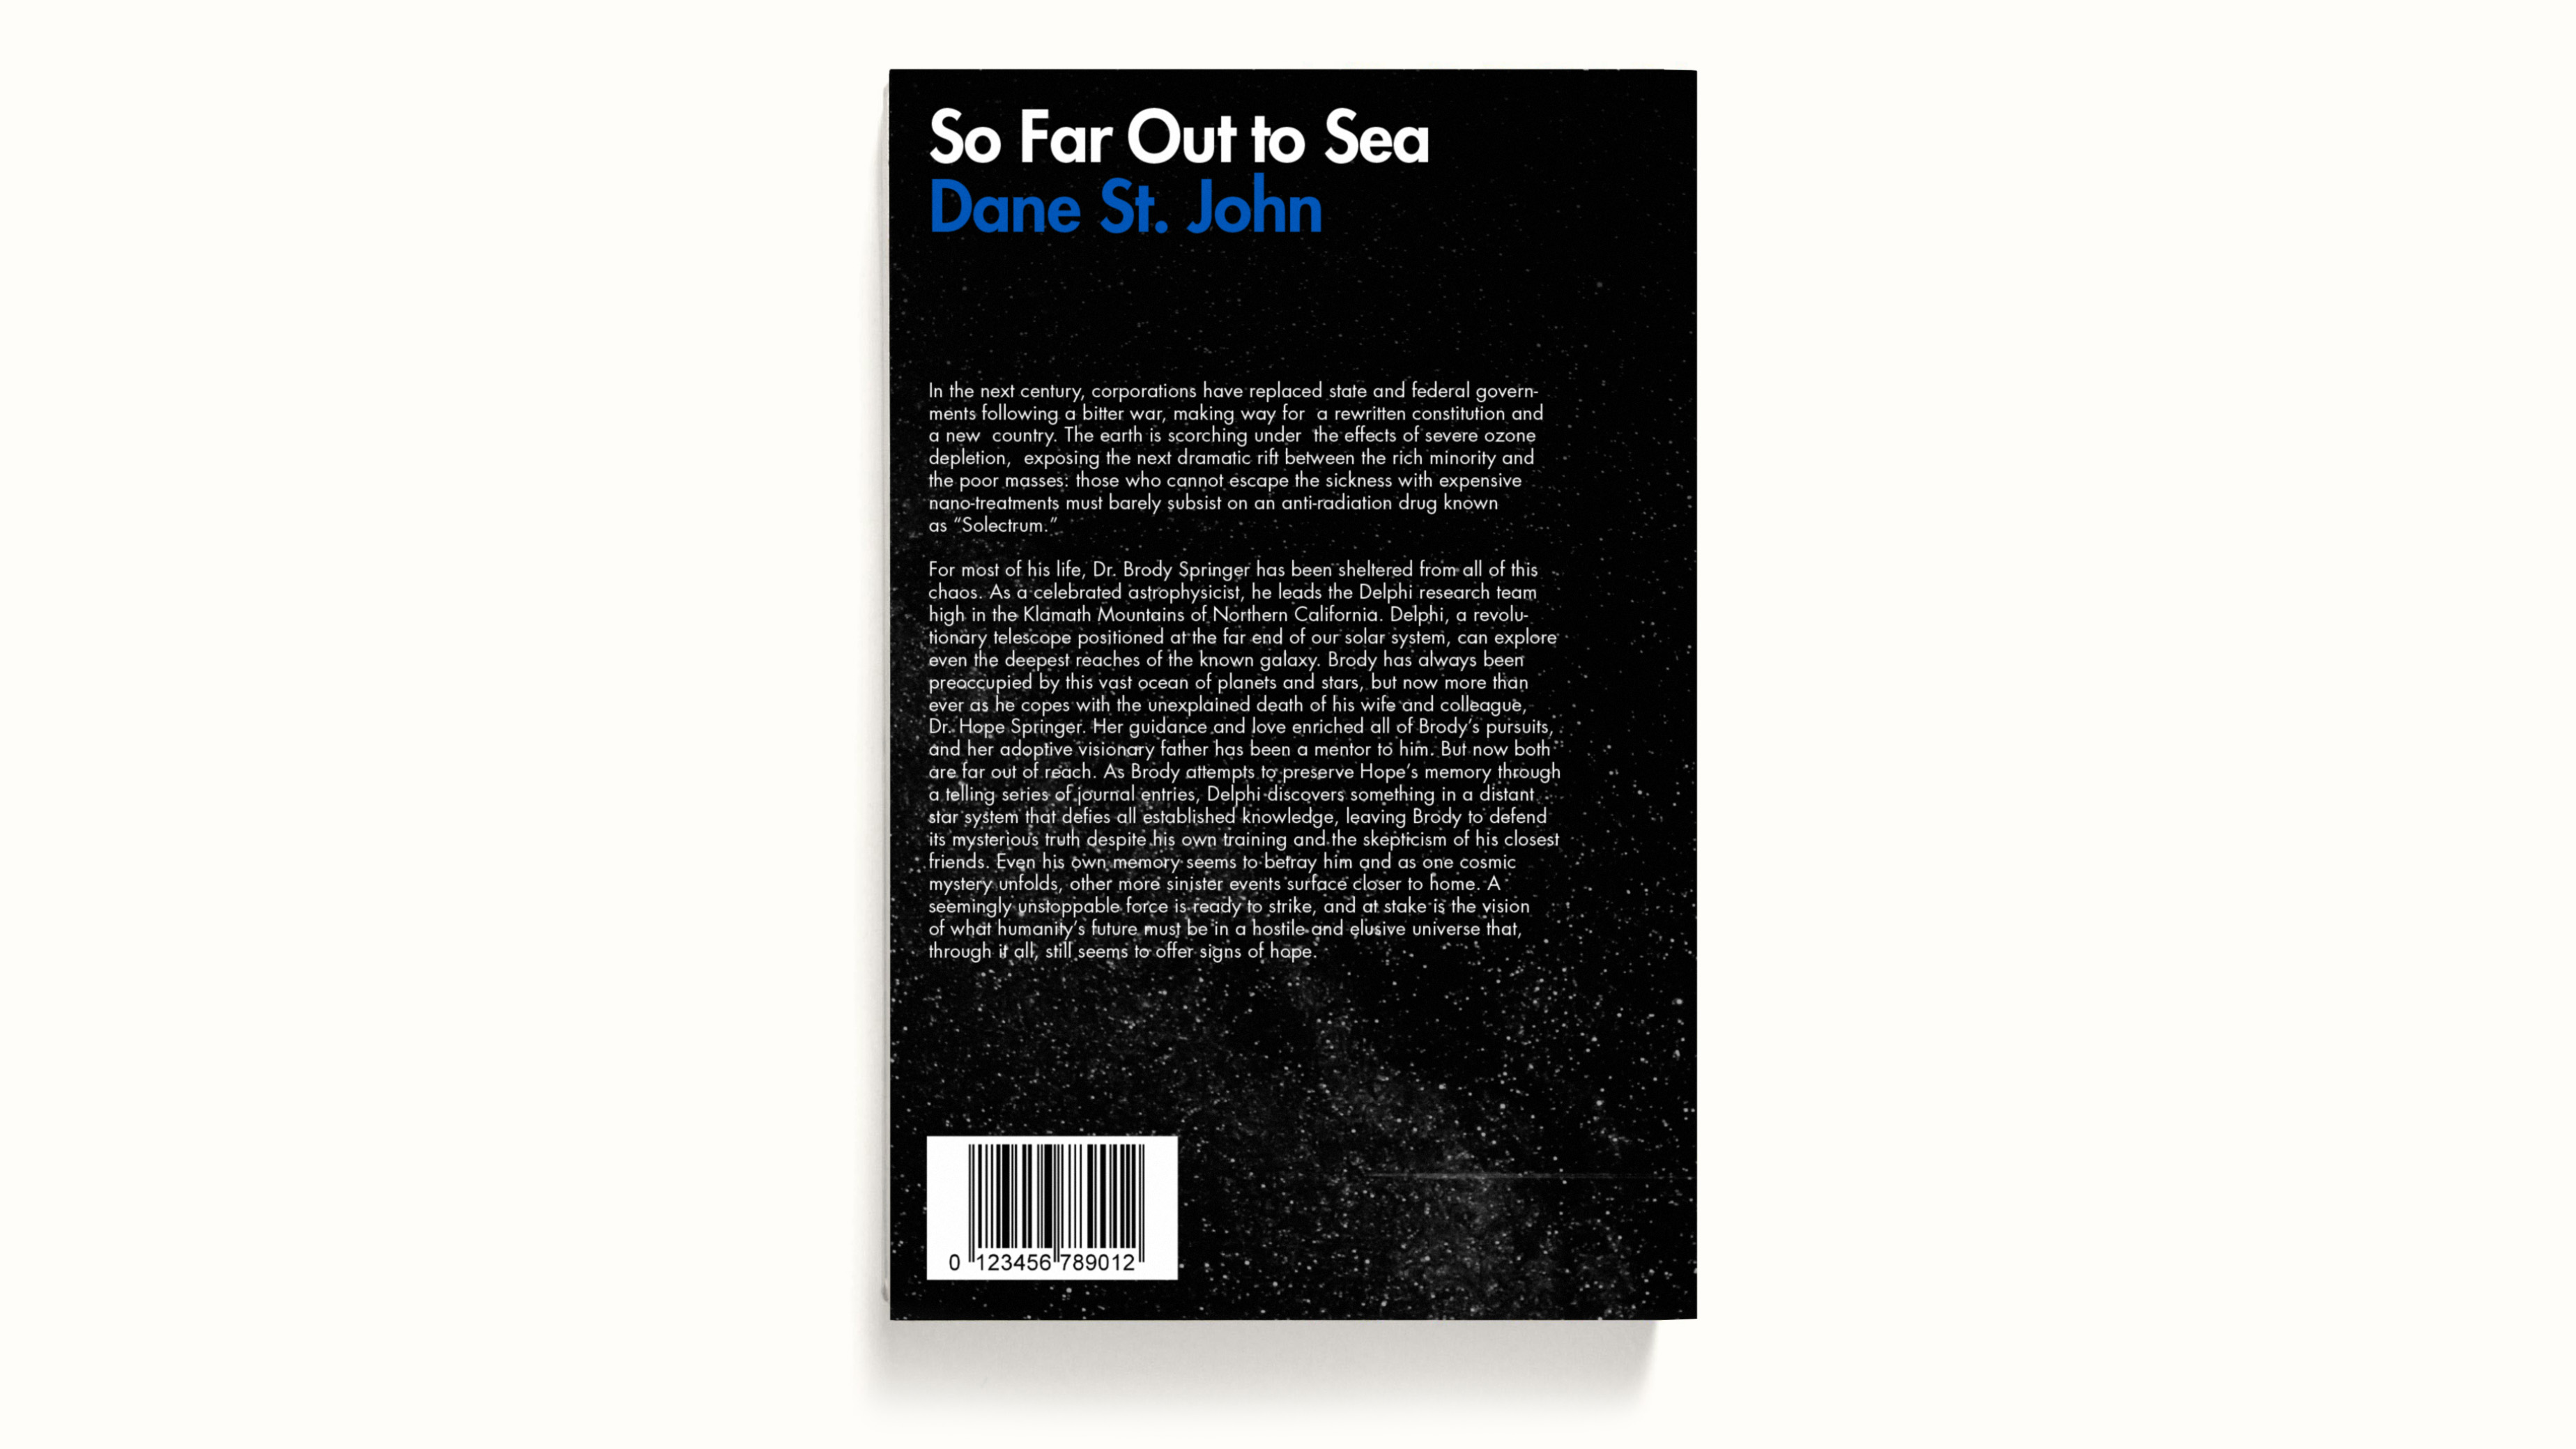 So Far Out to Sea
Dane St. John
In the next century, corporations have replaced state and federal govern-
ments following a bitter war, making way for  a rewritten constitution and
a new  country. The earth is scorching under  the effects of severe ozone
depletion,  exposing the next dramatic rift between the rich minority and
the poor masses: those who cannot escape the sickness with expensive
nano-treatments must barely subsist on an anti-radiation drug known
as “Solectrum.”
For most of his life, Dr. Brody Springer has been sheltered from all of this
chaos. As a celebrated astrophysicist, he leads the Delphi research team
high in the Klamath Mountains of Northern California. Delphi, a revolu-
tionary telescope positioned at the far end of our solar system, can explore
even the deepest reaches of the known galaxy. Brody has always been
preoccupied by this vast ocean of planets and stars, but now more than
ever as he copes with the unexplained death of his wife and colleague,
Dr. Hope Springer. Her guidance and love enriched all of Brody’s pursuits,
and her adoptive visionary father has been a mentor to him. But now both
are far out of reach. As Brody attempts to preserve Hope’s memory through
a telling series of journal entries, Delphi discovers something in a distant
star system that defies all established knowledge, leaving Brody to defend
its mysterious truth despite his own training and the skepticism of his closest
friends. Even his own memory seems to betray him and as one cosmic
mystery unfolds, other more sinister events surface closer to home. A
seemingly unstoppable force is ready to strike, and at stake is the vision
of what humanity’s future must be in a hostile and elusive universe that,
through it all, still seems to offer signs of hope.
0 123456 789012